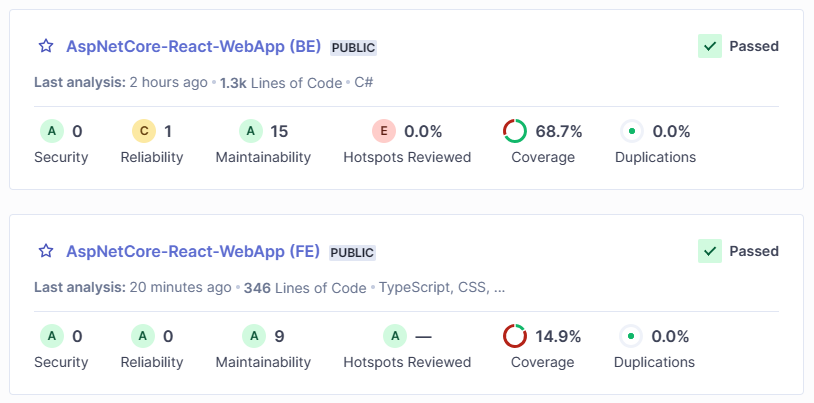 AspNetCore-React-WebApp (BE) PUBLIC Passed
Last analysis: 2 hours ago • 1.3k Lines of Code • C#
A 0 C 1 A 15 E 0.0% 68.7% 0.0%
Security Reliability Maintainability Hotspots Reviewed Coverage Duplications
AspNetCore-React-WebApp (FE) PUBLIC Passed
Last analysis: 20 minutes ago • 346 Lines of Code • TypeScript, CSS, ...
A 0 A 0 A 9 A — 14.9% 0.0%
Security Reliability Maintainability Hotspots Reviewed Coverage Duplications